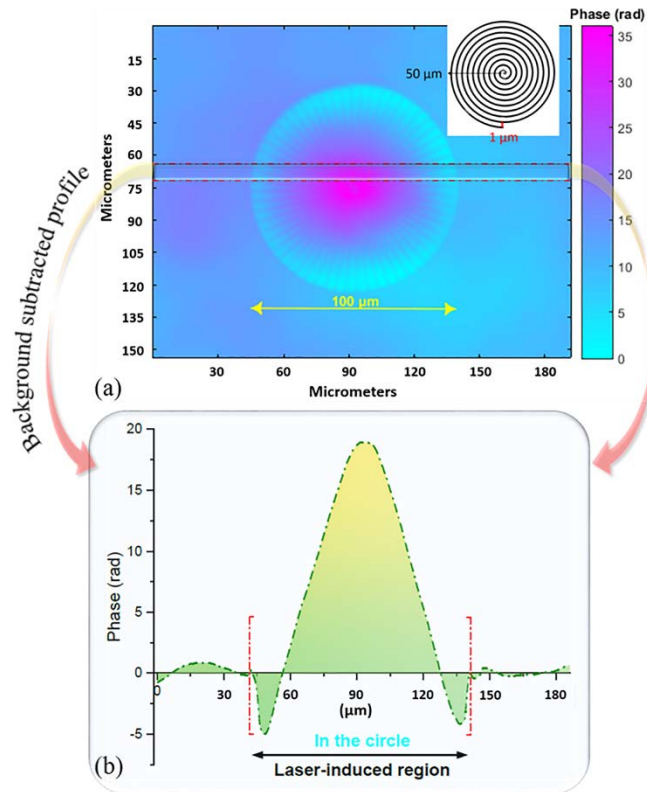 Phase (rad)
15
30
45
60
75
90
105
120
135
150
Micrometers
30
60
90
120
150
180
Micrometers
50 µm
1 µm
100 µm
35
30
25
20
15
10
5
0
(a)
Background subtracted profile
20
15
10
5
0
-5
Phase (rad)
0
30
60
90
120
150
180
(µm)
In the circle
Laser-induced region
(b)